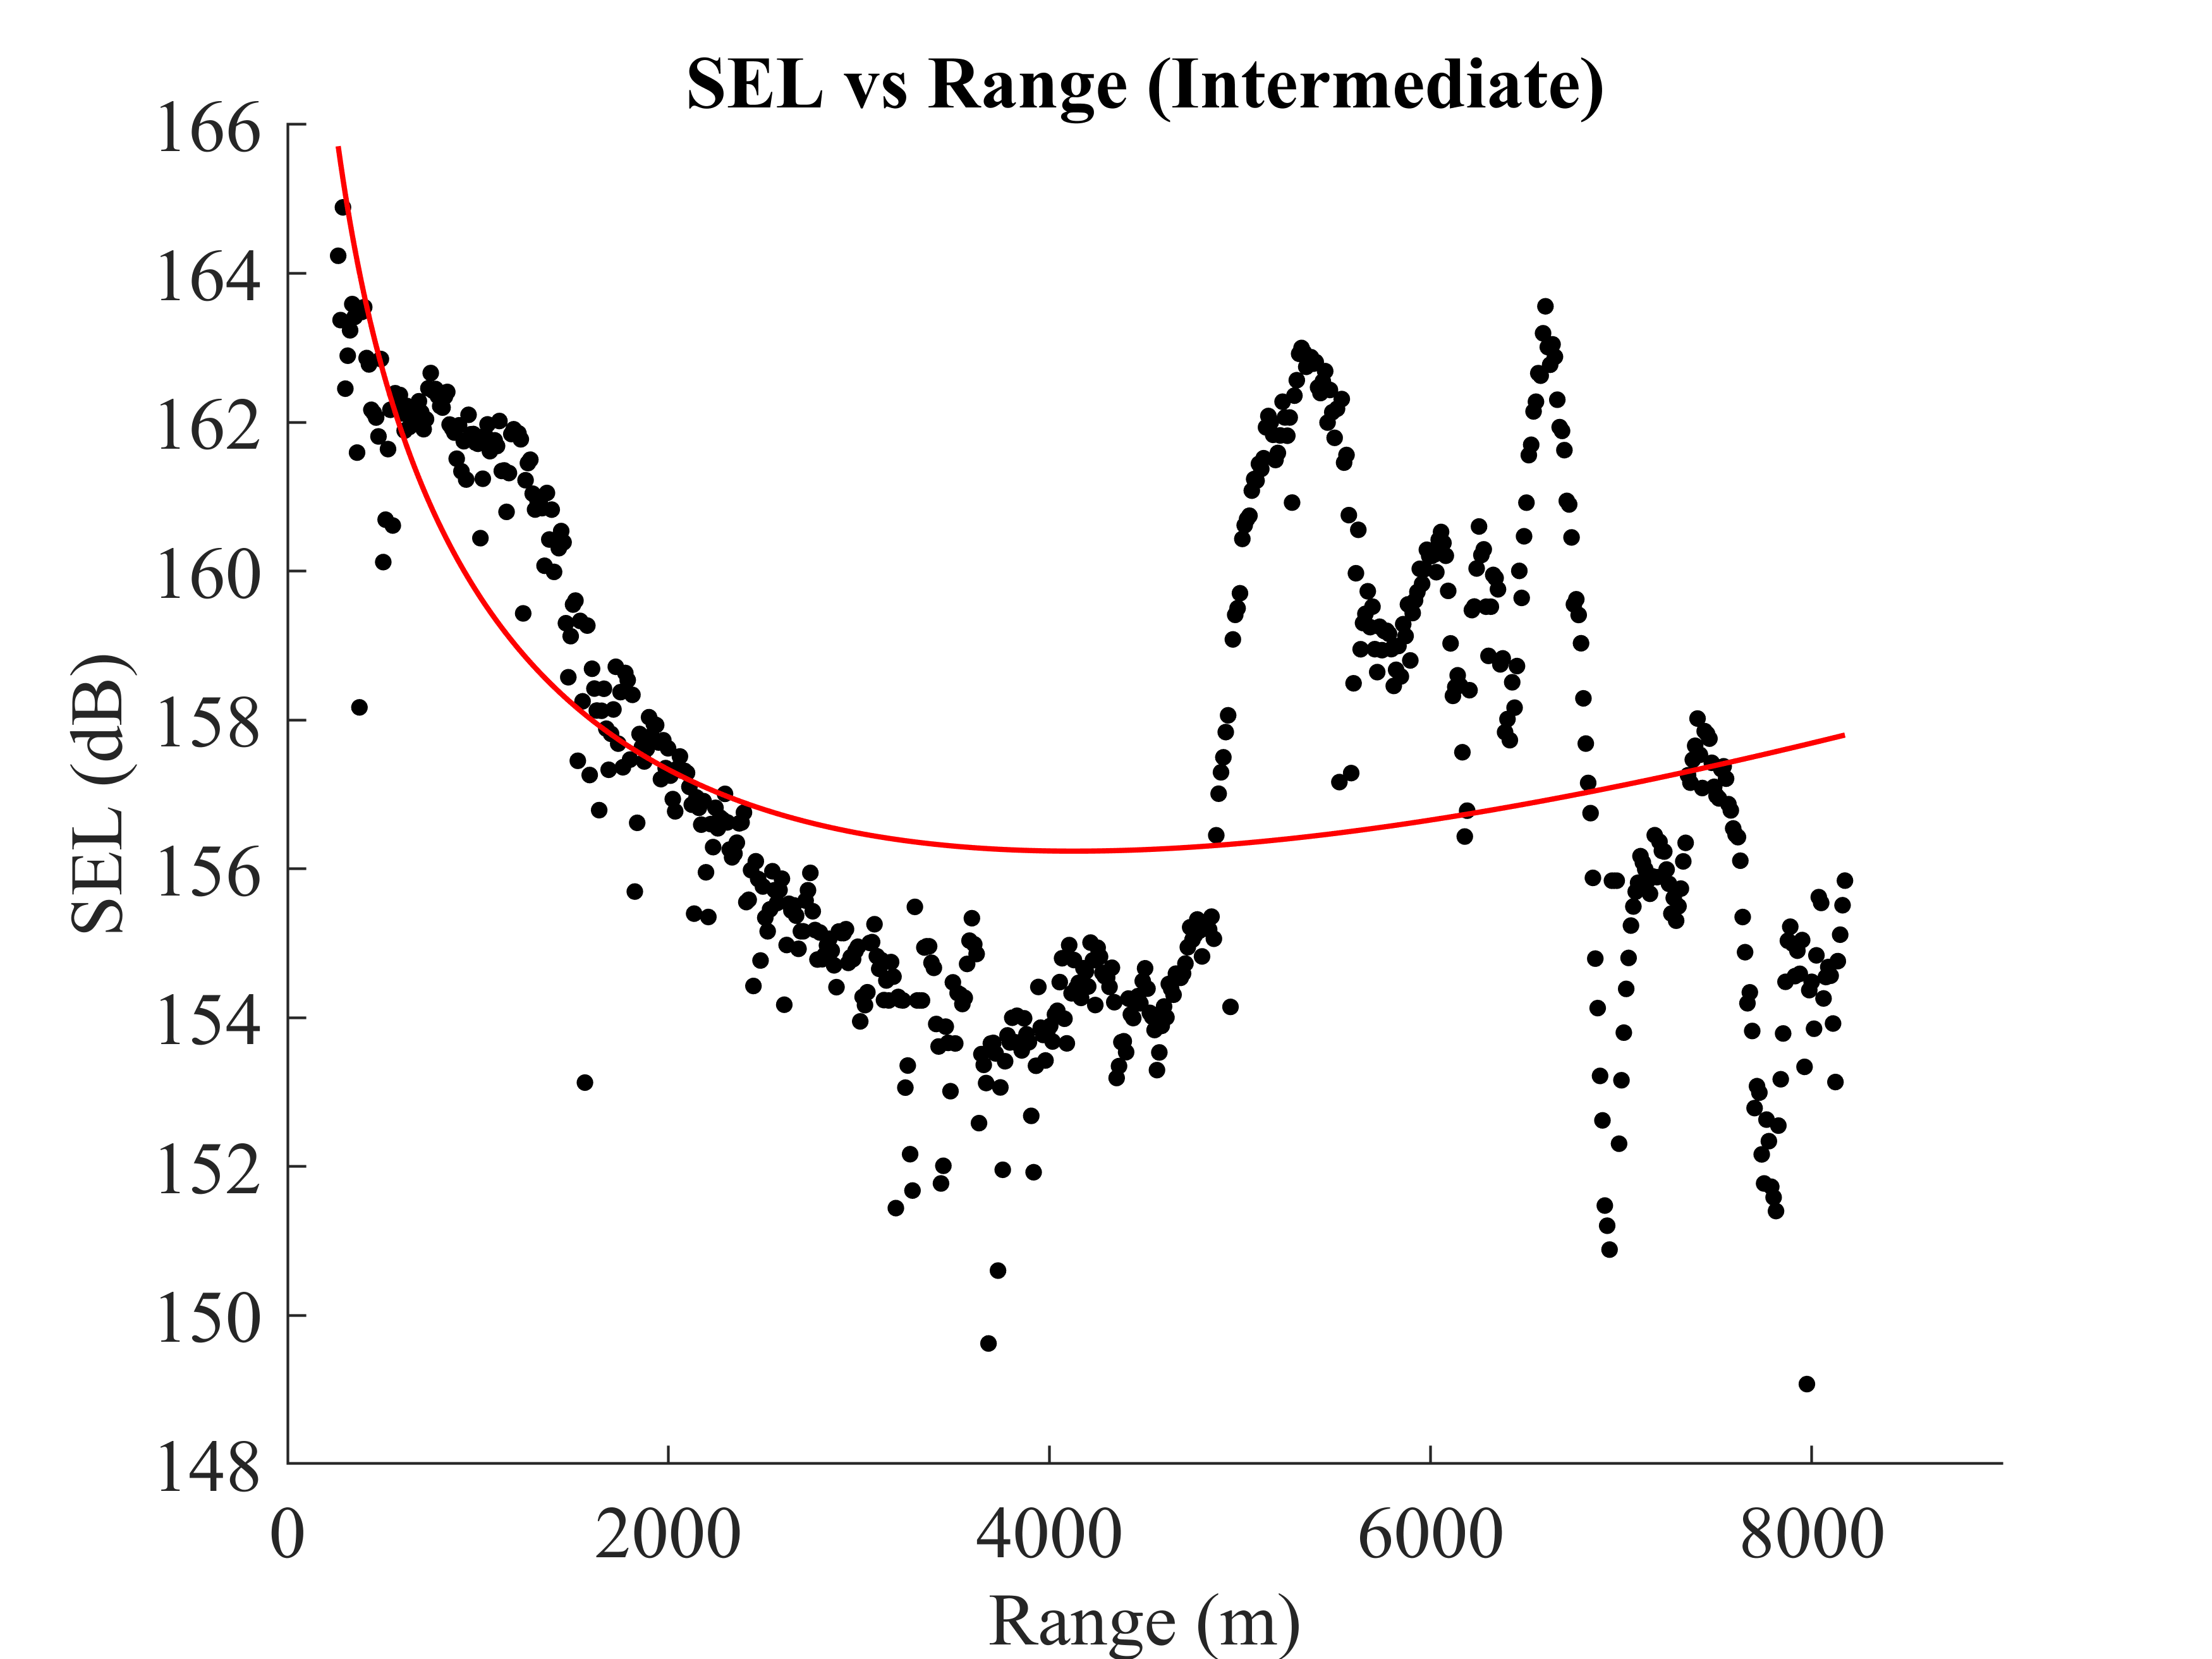 SEL vs Range (Intermediate)
166
164
162
160
158
156
154
152
150
148
SEL (dB)
0 2000 4000 6000 8000
Range (m)